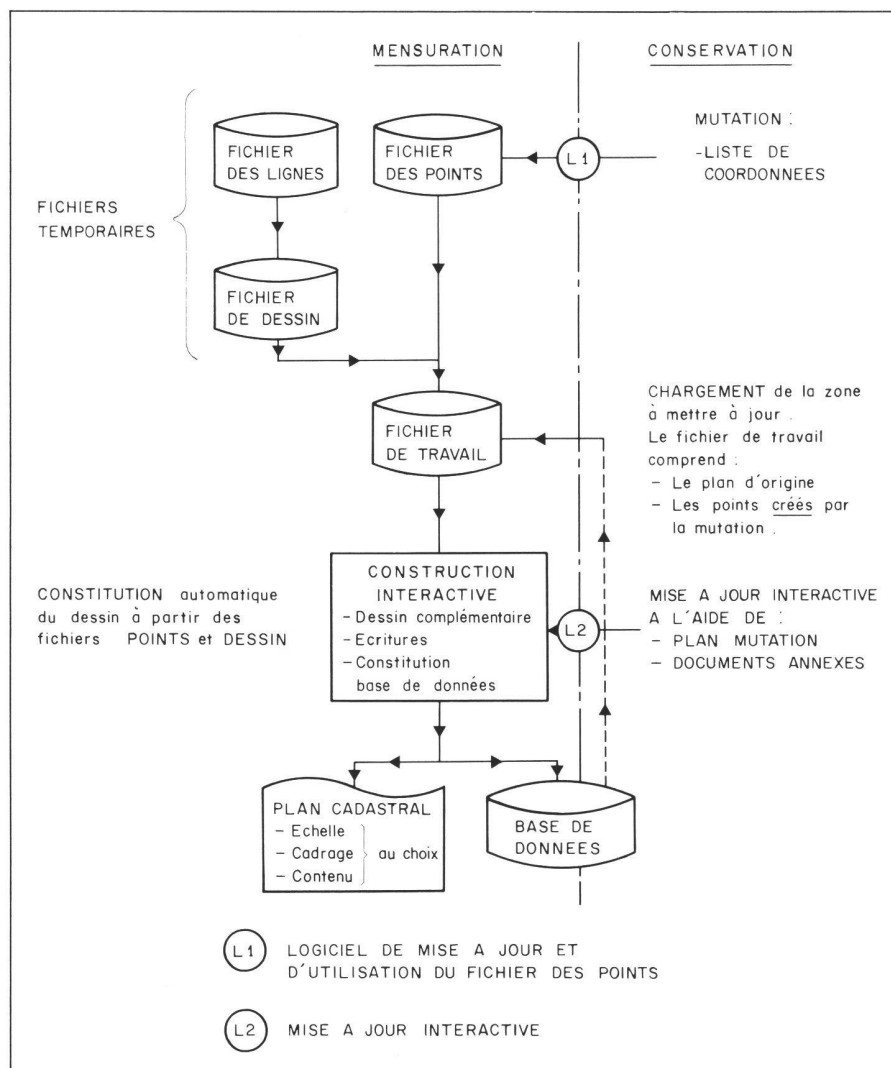 MENSURATION
CONSERVATION
FICHIER
DES LIGNES
FICHIER
DES POINTS
L1
MUTATION :
-LISTE DE
COORDONNEES
FICHIERS
TEMPORAIRES
FICHIER
DE DESSIN
FICHIER
DE TRAVAIL
CHARGEMENT de la zone
à mettre à jour.
Le fichier de travail
comprend :
- Le plan d'origine
- Les points créés par
la mutation.
CONSTITUTION automatique
du dessin à partir des
fichiers POINTS et DESSIN
CONSTRUCTION
INTERACTIVE
- Dessin complémentaire
- Ecritures
- Constitution
base de données
L2
MISE A JOUR INTERACTIVE
A L'AIDE DE :
- PLAN MUTATION
- DOCUMENTS ANNEXES
PLAN CADASTRAL
- Echelle
- Cadrage
- Contenu
au choix
BASE DE
DONNEES
L1 LOGICIEL DE MISE A JOUR ET
D'UTILISATION DU FICHIER DES POINTS
L2 MISE A JOUR INTERACTIVE